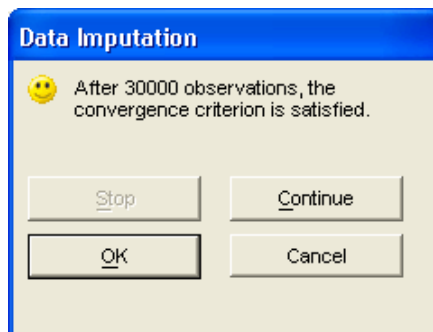 Data Imputation
After 30000 observations, the
convergence criterion is satisfied.
Stop
Continue
OK
Cancel